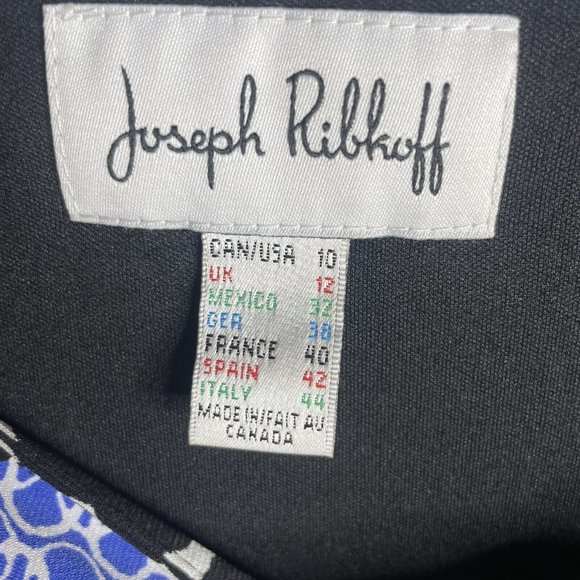 Joseph Ribkoff
CAN/USA 10
UK 12
MEXICO 32
GER 38
FRANCE 40
SPAIN 42
ITALY 44
MADE IN/FAIT AU
CANADA